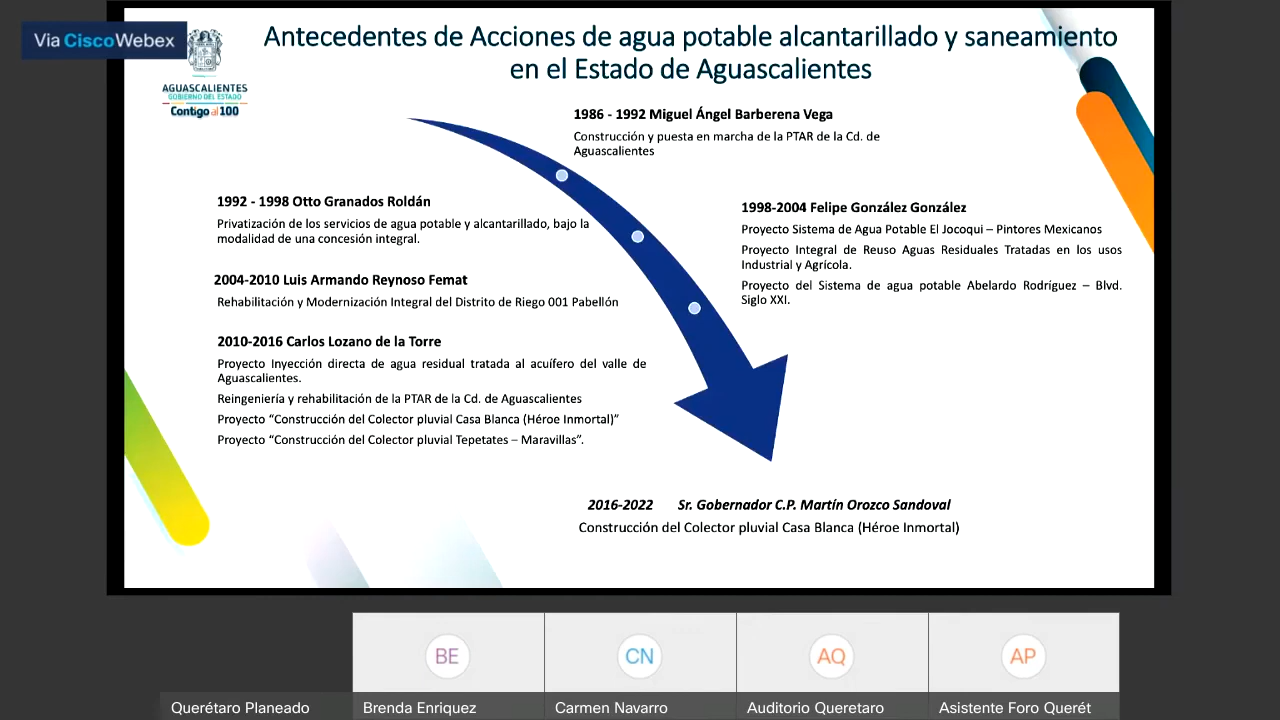 Via Cisco Webex
Antecedentes de Acciones de agua potable alcantarillado y saneamiento
en el Estado de Aguascalientes
AGUASCALIENTES
GOBIERNO DEL ESTADO
Contigo al 100
1986 - 1992 Miguel Ángel Barberena Vega
Construcción y puesta en marcha de la PTAR de la Cd. de
Aguascalientes
1992 - 1998 Otto Granados Roldán
Privatización de los servicios de agua potable y alcantarillado, bajo la
modalidad de una concesión integral.
1998-2004 Felipe González González
Proyecto Sistema de Agua Potable El Jocoqui – Pintores Mexicanos
Proyecto Integral de Reuso Aguas Residuales Tratadas en los usos
Industrial y Agrícola.
Proyecto del Sistema de agua potable Abelardo Rodríguez – Blvd.
Siglo XXI.
2004-2010 Luis Armando Reynoso Femat
Rehabilitación y Modernización Integral del Distrito de Riego 001 Pabellón
2010-2016 Carlos Lozano de la Torre
Proyecto Inyección directa de agua residual tratada al acuífero del valle de
Aguascalientes.
Reingeniería y rehabilitación de la PTAR de la Cd. de Aguascalientes
Proyecto “Construcción del Colector pluvial Casa Blanca (Héroe Inmortal)”
Proyecto “Construcción del Colector pluvial Tepetates – Maravillas”.
2016-2022 Sr. Gobernador C.P. Martín Orozco Sandoval
Construcción del Colector pluvial Casa Blanca (Héroe Inmortal)
BE
CN
AQ
AP
Querétaro Planeado
Brenda Enriquez
Carmen Navarro
Auditorio Queretaro
Asistente Foro Querét